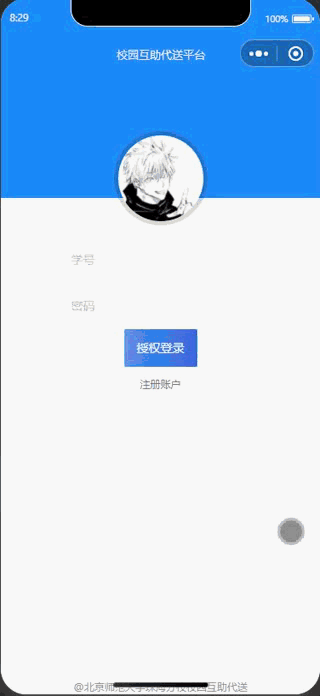 8:29
100%
校园互助代送平台
学号
密码
授权登录
注册账户
@北京师范大学珠海分校校园互助代送